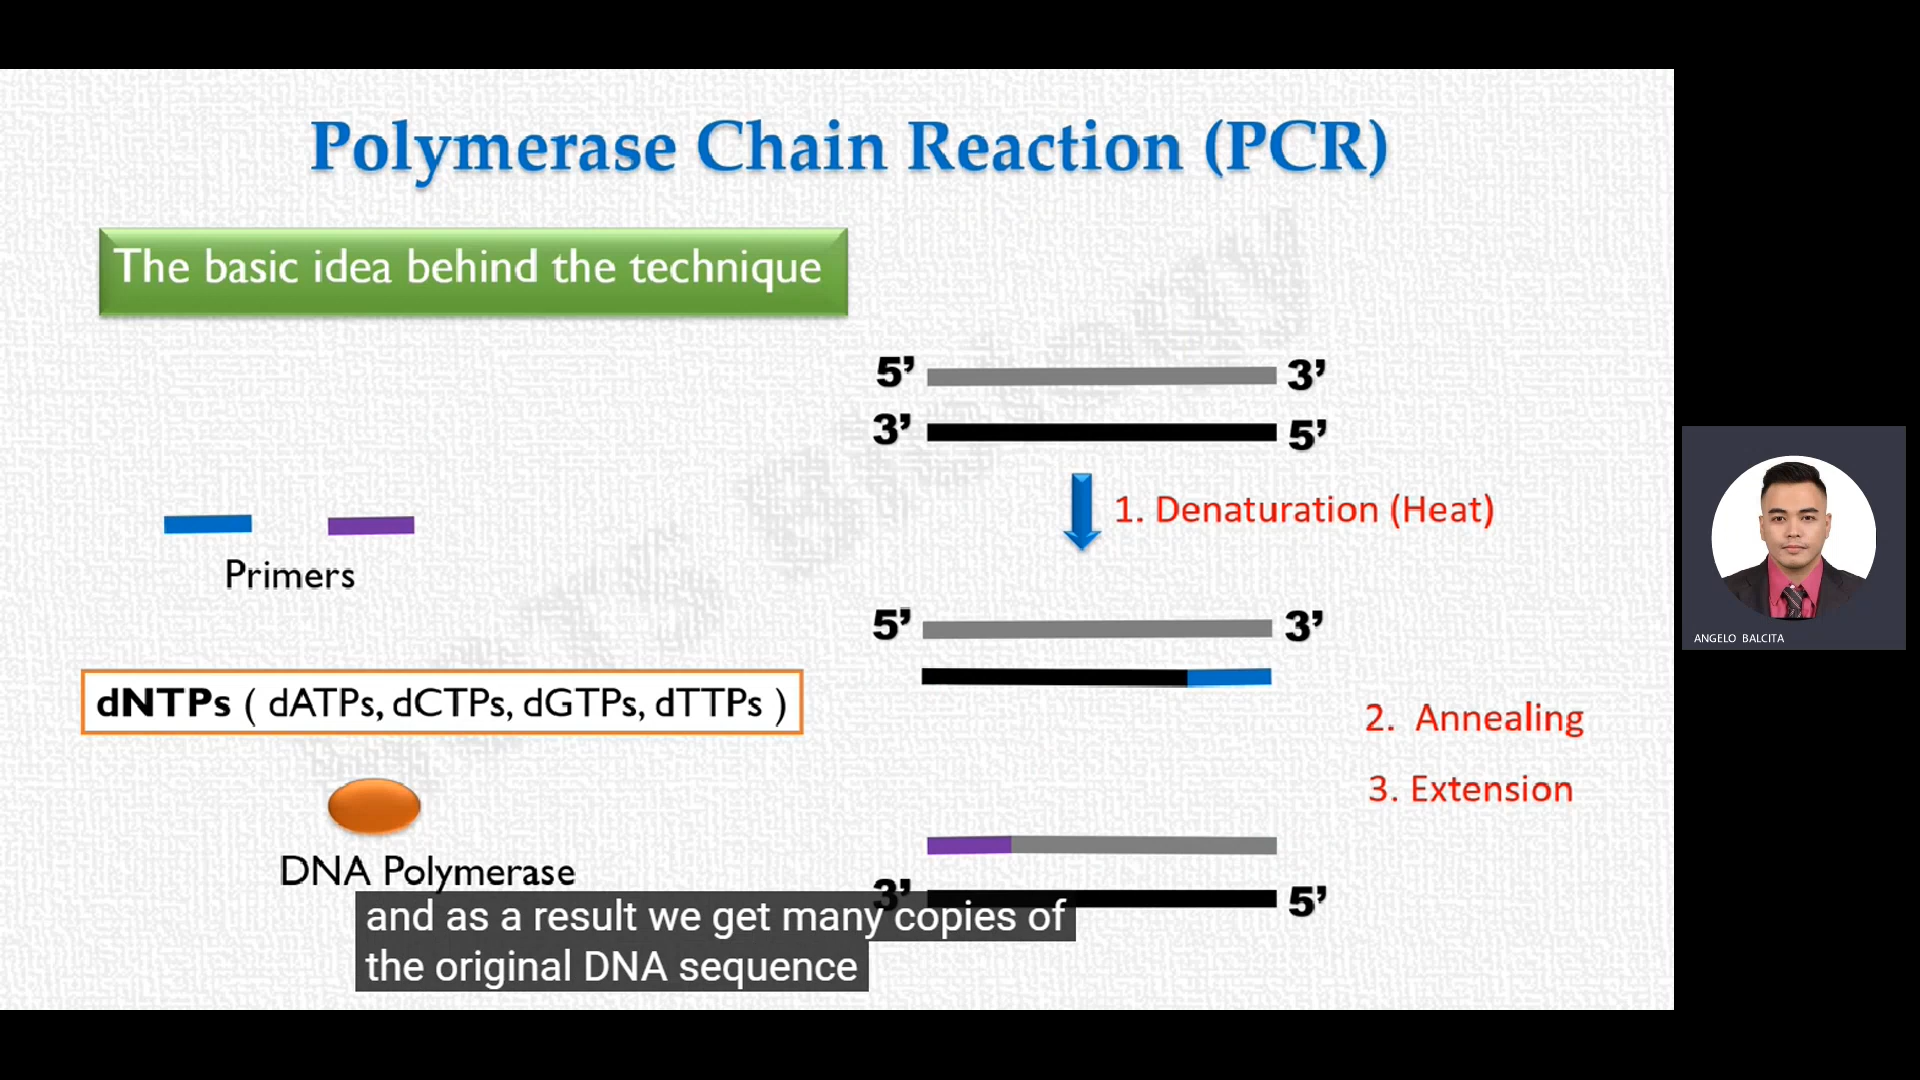 Polymerase Chain Reaction (PCR)
The basic idea behind the technique
5’ 3’
3’ 5’
1. Denaturation (Heat)
Primers
5’ 3’
dNTPs ( dATPs, dCTPs, dGTPs, dTTPs )
2. Annealing
3. Extension
DNA Polymerase
3’ 5’
and as a result we get many copies of
the original DNA sequence
ANGELO BALCITA